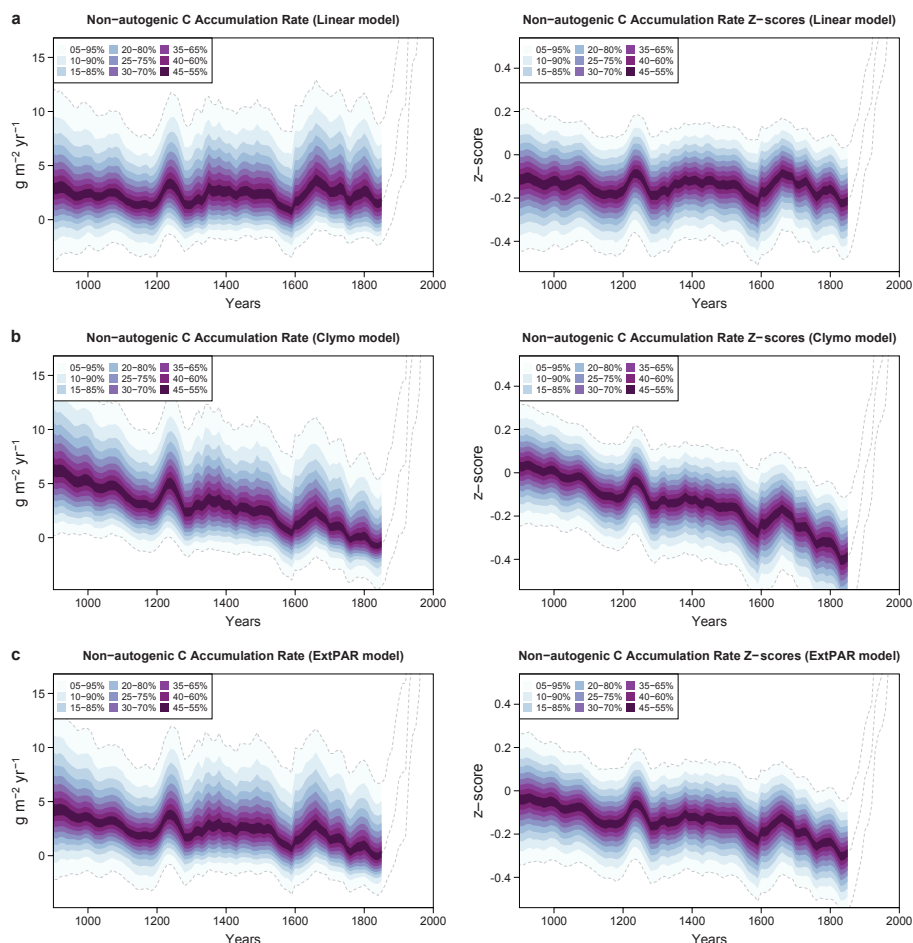 a
Non−autogenic C Accumulation Rate (Linear model)
05−95% 20−80% 35−65%
10−90% 25−75% 40−60%
15−85% 30−70% 45−55%
15
10
5
0
g m−2 yr−1
1000 1200 1400 1600 1800 2000
Years
Non−autogenic C Accumulation Rate Z−scores (Linear model)
05−95% 20−80% 35−65%
10−90% 25−75% 40−60%
15−85% 30−70% 45−55%
0.4
0.2
0
-0.2
-0.4
z−score
1000 1200 1400 1600 1800 2000
Years
b
Non−autogenic C Accumulation Rate (Clymo model)
05−95% 20−80% 35−65%
10−90% 25−75% 40−60%
15−85% 30−70% 45−55%
15
10
5
0
g m−2 yr−1
1000 1200 1400 1600 1800 2000
Years
Non−autogenic C Accumulation Rate Z−scores (Clymo model)
05−95% 20−80% 35−65%
10−90% 25−75% 40−60%
15−85% 30−70% 45−55%
0.4
0.2
0
-0.2
-0.4
z−score
1000 1200 1400 1600 1800 2000
Years
c
Non−autogenic C Accumulation Rate (ExtPAR model)
05−95% 20−80% 35−65%
10−90% 25−75% 40−60%
15−85% 30−70% 45−55%
15
10
5
0
g m−2 yr−1
1000 1200 1400 1600 1800 2000
Years
Non−autogenic C Accumulation Rate Z−scores (ExtPAR model)
05−95% 20−80% 35−65%
10−90% 25−75% 40−60%
15−85% 30−70% 45−55%
0.4
0.2
0
-0.2
-0.4
z−score
1000 1200 1400 1600 1800 2000
Years